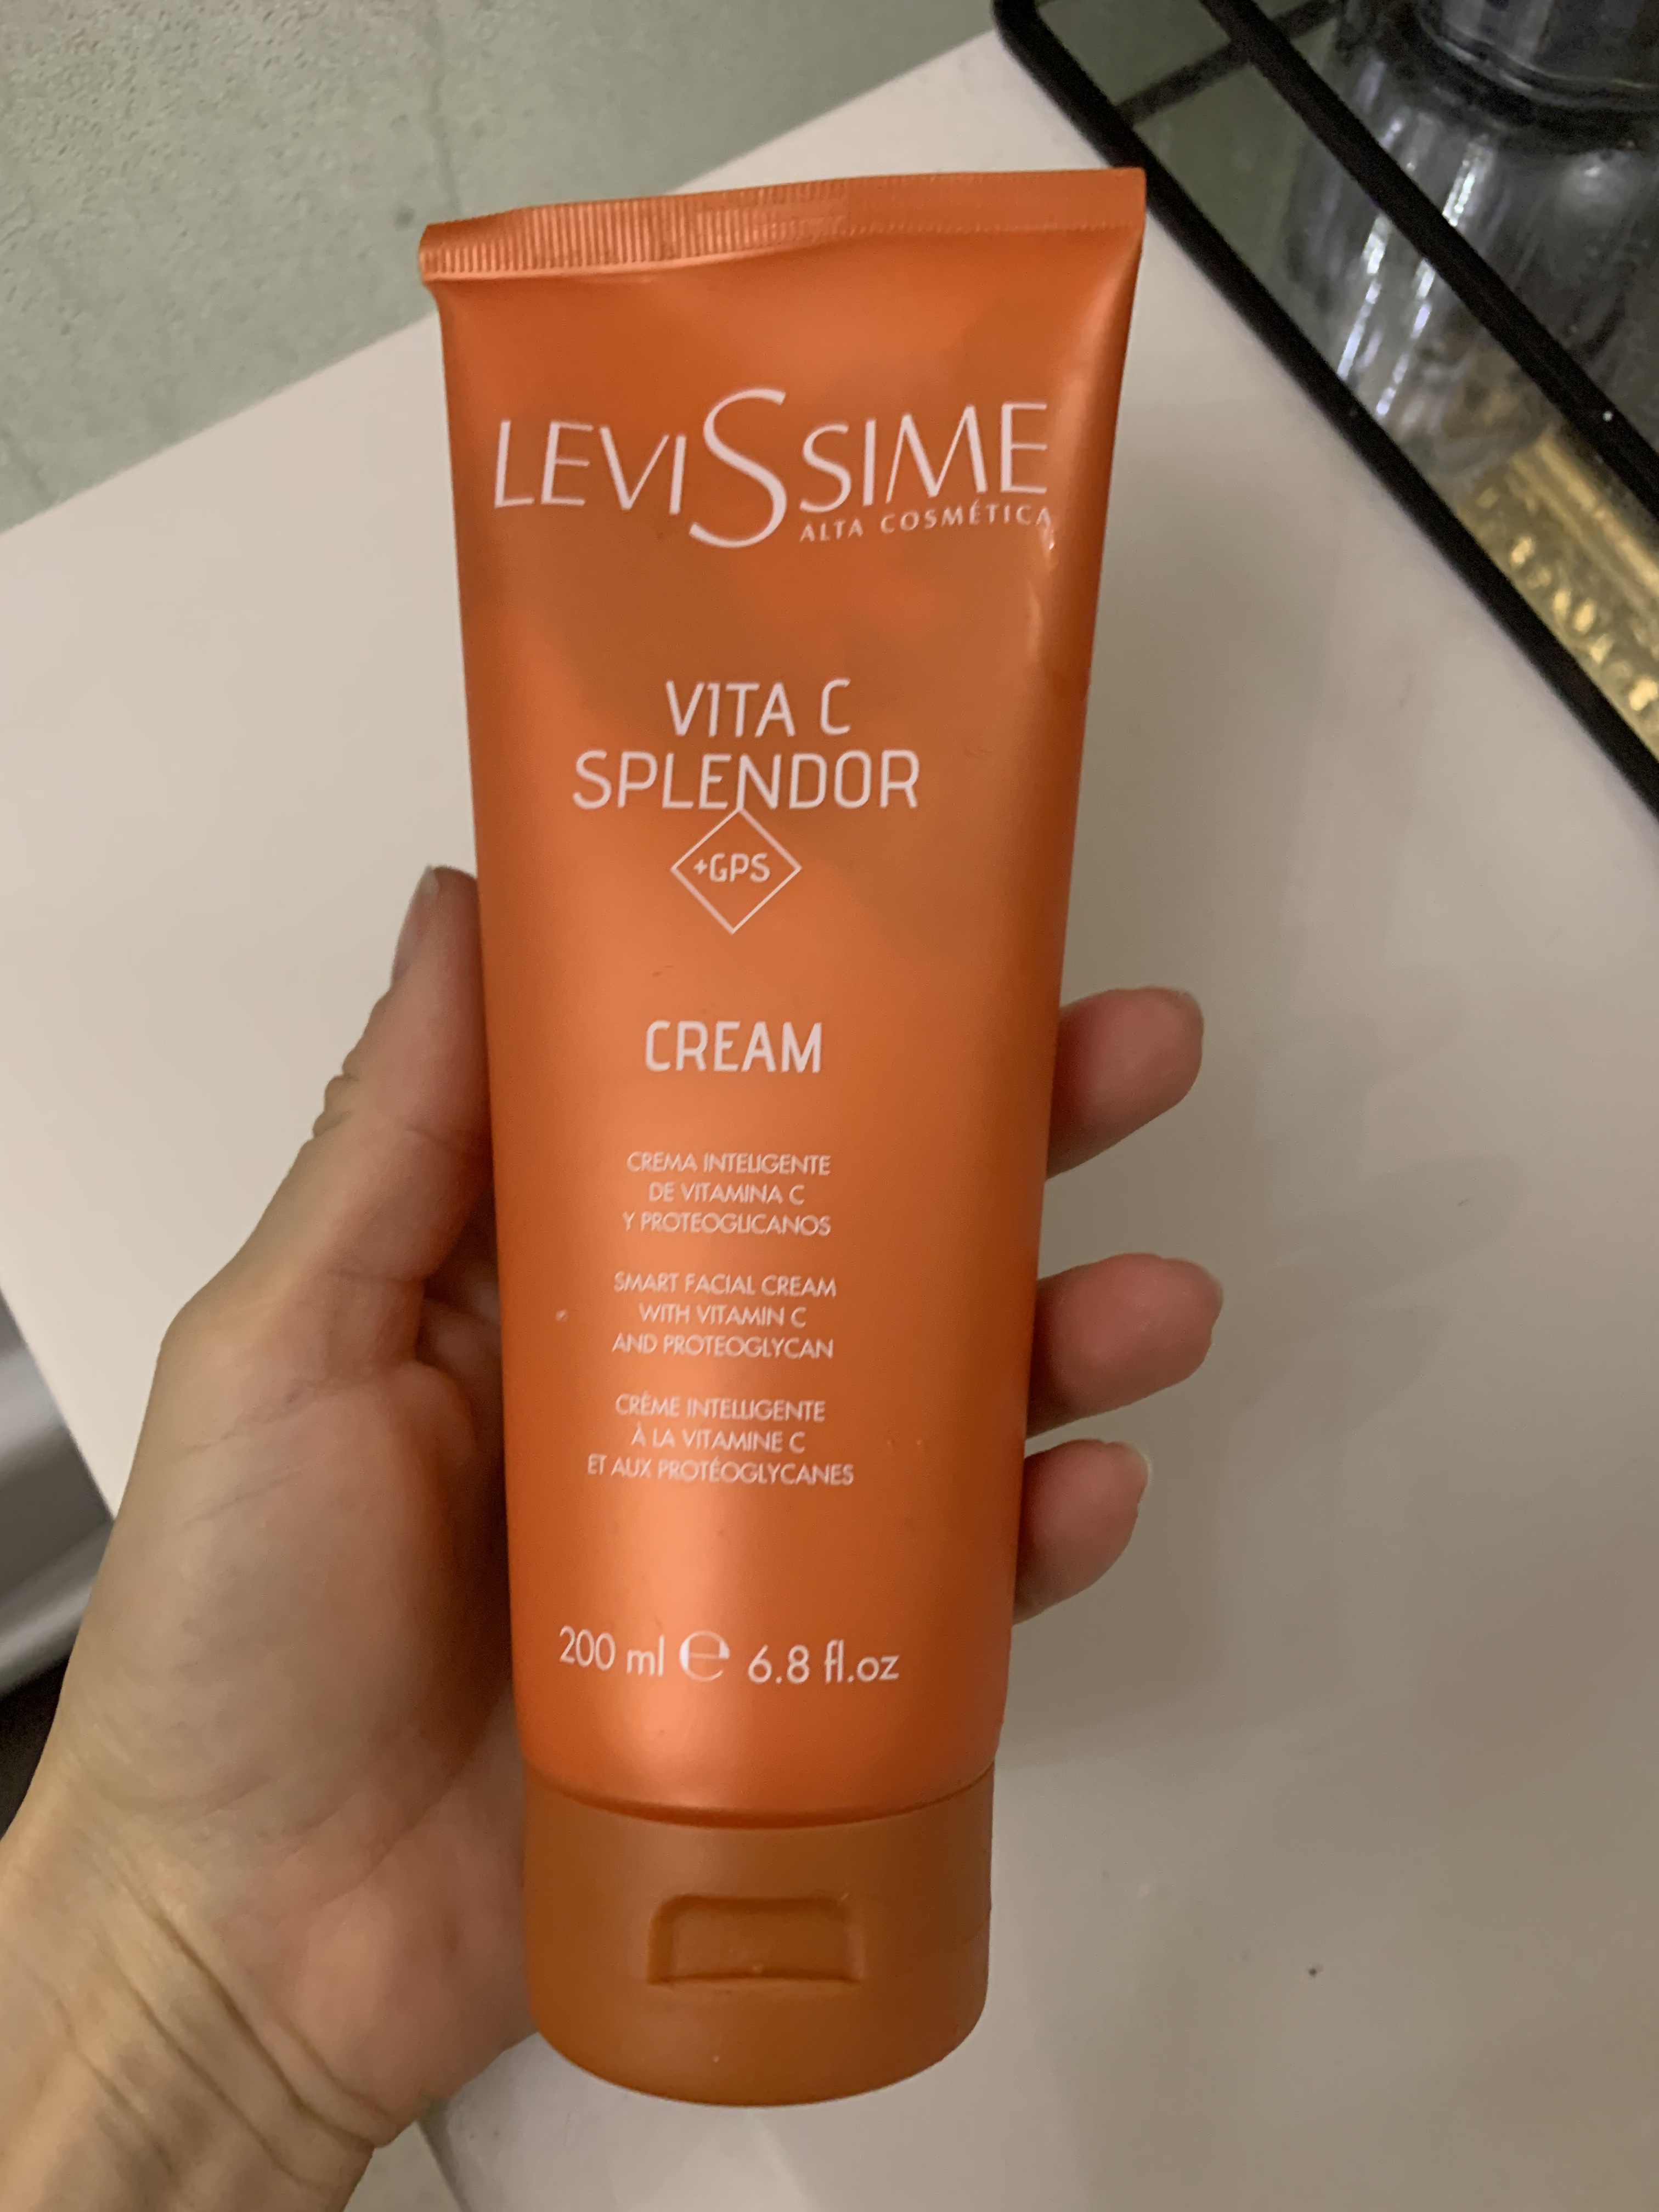 LEVISSIME
ALTA COSMÉTICA
VITA C
SPLENDOR
+GPS
CREAM
CREMA INTELIGENTE
DE VITAMINA C
Y PROTEOGLICANOS
SMART FACIAL CREAM
WITH VITAMIN C
AND PROTEOGLYCAN
CRÈME INTELLIGENTE
À LA VITAMINE C
ET AUX PROTÉOGLYCANES
200 ml ℮ 6.8 fl.oz